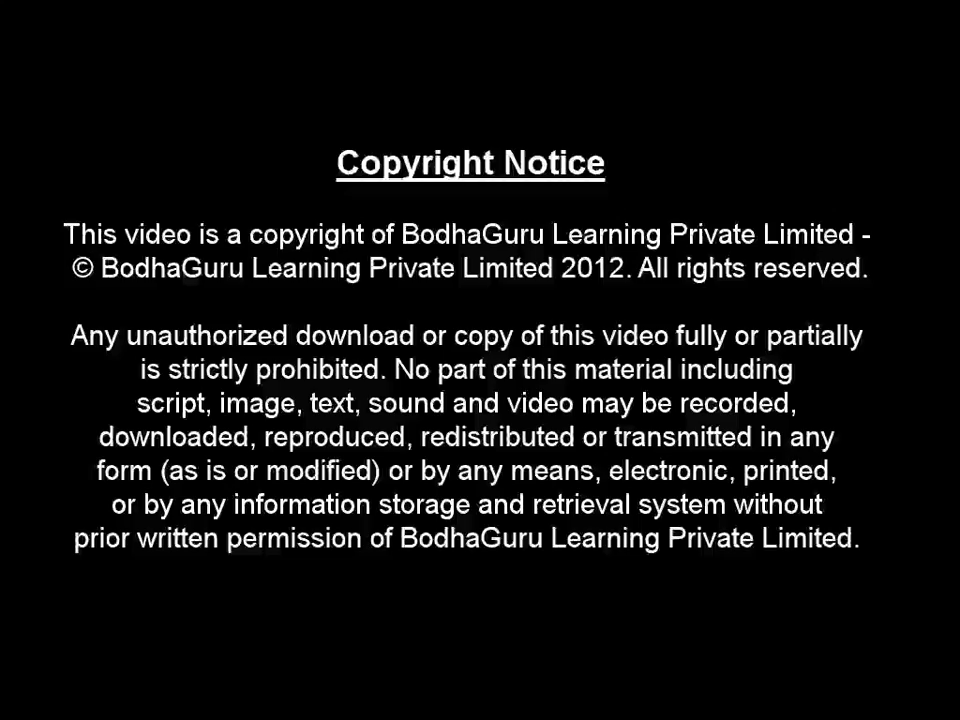 Copyright Notice
This video is a copyright of BodhaGuru Learning Private Limited -
© BodhaGuru Learning Private Limited 2012. All rights reserved.
Any unauthorized download or copy of this video fully or partially
is strictly prohibited. No part of this material including
script, image, text, sound and video may be recorded,
downloaded, reproduced, redistributed or transmitted in any
form (as is or modified) or by any means, electronic, printed,
or by any information storage and retrieval system without
prior written permission of BodhaGuru Learning Private Limited.